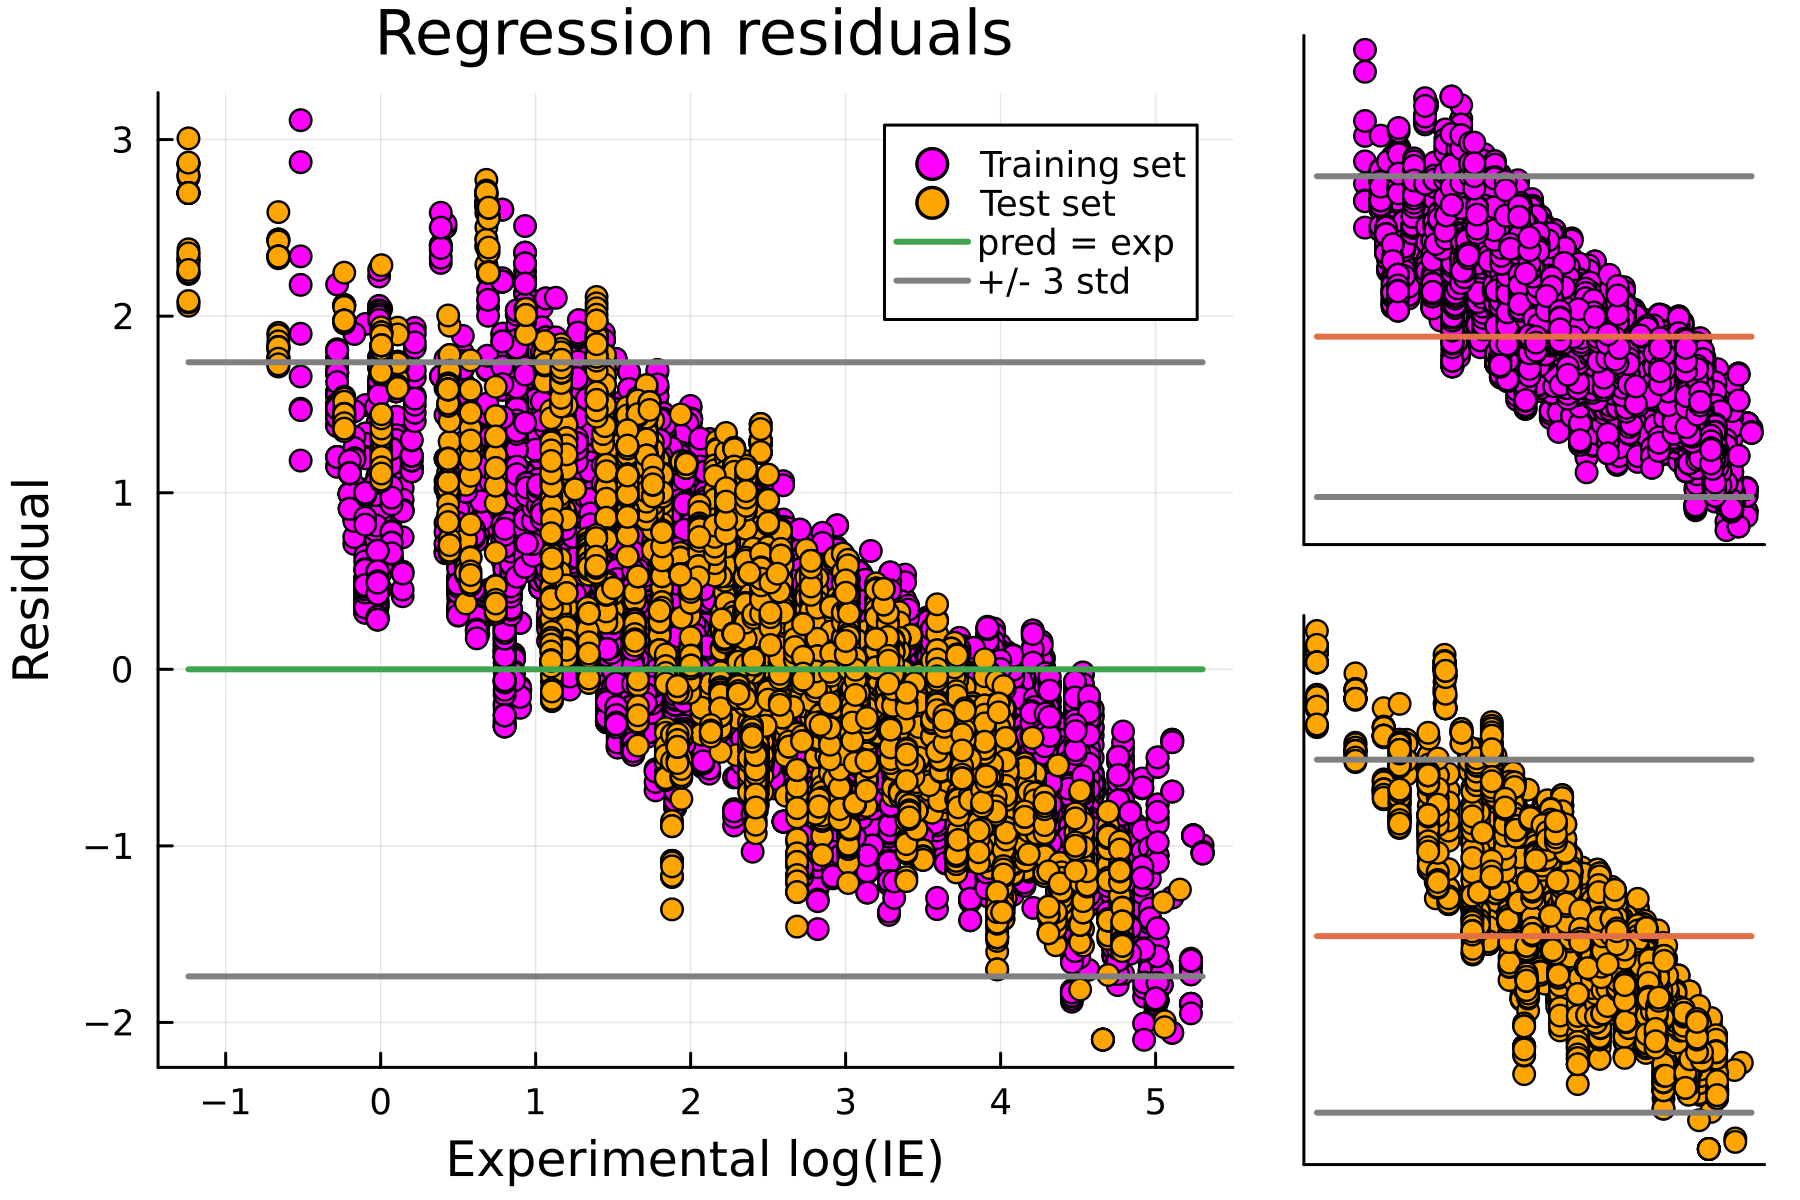 Regression residuals
Training set
Test set
pred = exp
+/- 3 std
Residual
3
2
1
0
−1
−2
−1 0 1 2 3 4 5
Experimental log(IE)